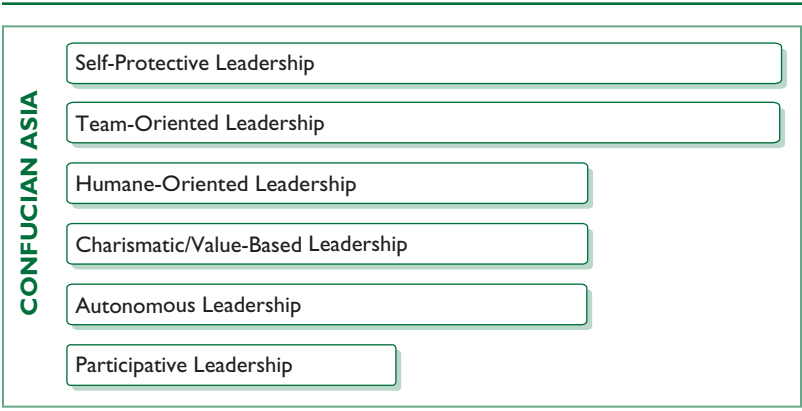 CONFUCIAN ASIA
Self-Protective Leadership
Team-Oriented Leadership
Humane-Oriented Leadership
Charismatic/Value-Based Leadership
Autonomous Leadership
Participative Leadership